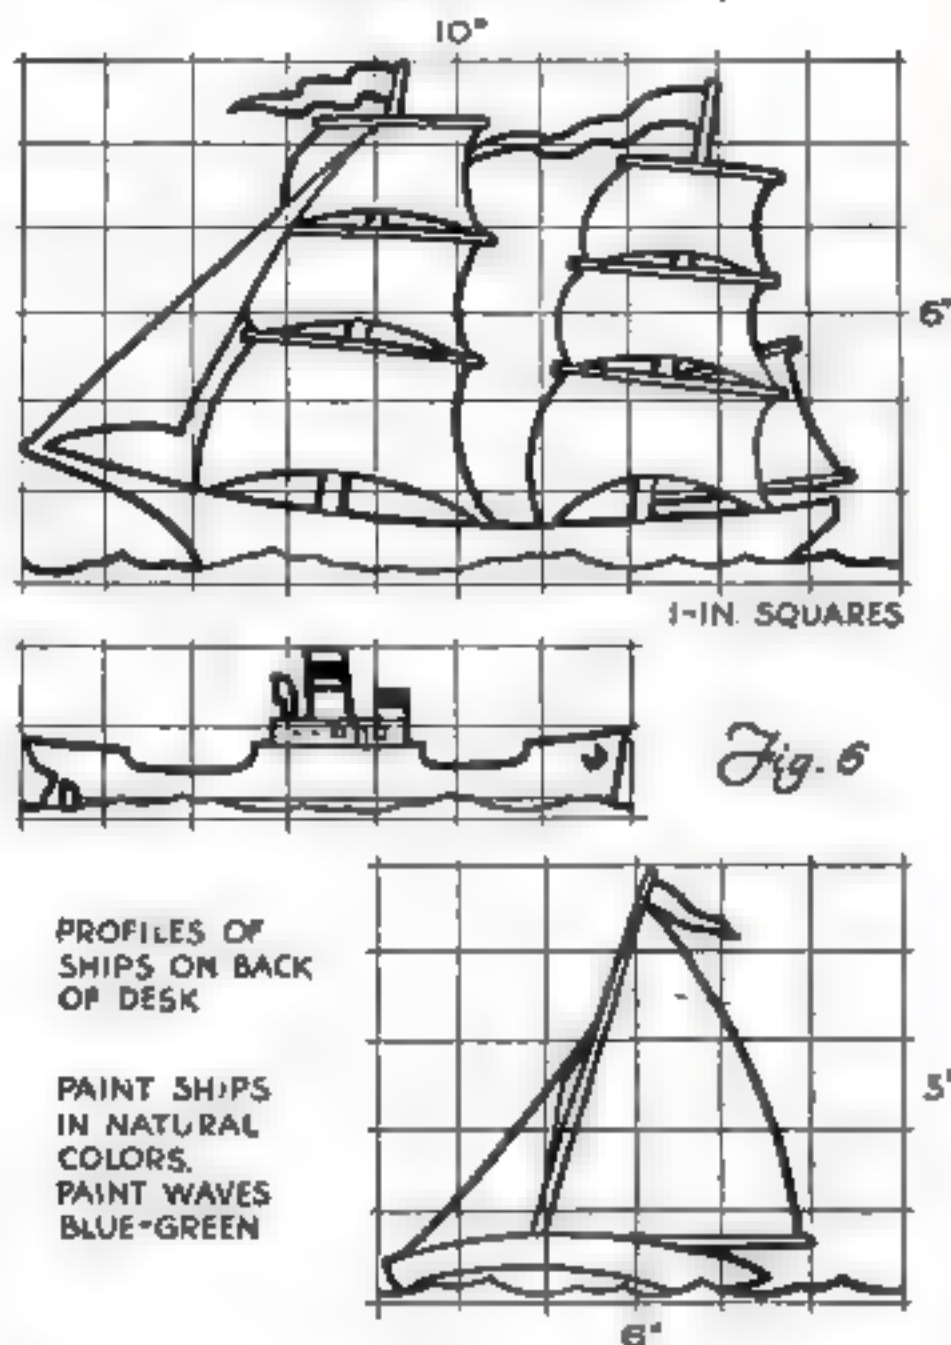 10"
6"
1-IN. SQUARES
Fig. 6
PROFILES OF
SHIPS ON BACK
OF DESK
PAINT SHIPS
IN NATURAL
COLORS.
PAINT WAVES
BLUE-GREEN
5"
6"